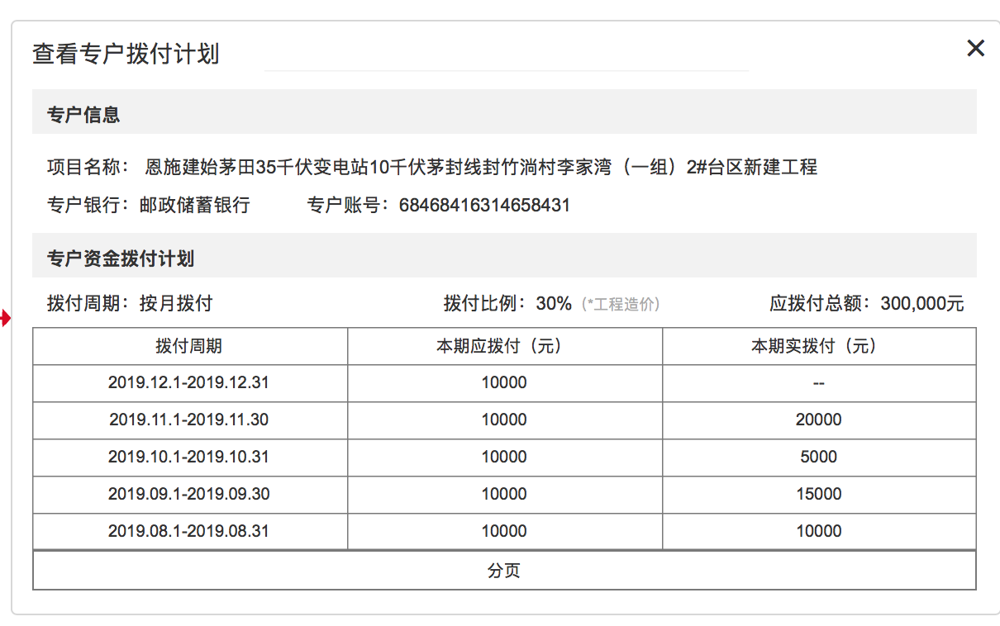 查看专户拨付计划
专户信息
项目名称： 恩施建始茅田35千伏变电站10千伏茅封线封竹淌村李家湾（一组）2#台区新建工程
专户银行：邮政储蓄银行 专户账号：68468416314658431
专户资金拨付计划
拨付周期：按月拨付 拨付比例：30% (*工程造价) 应拨付总额：300,000元
拨付周期 本期应拨付（元） 本期实拨付（元）
2019.12.1-2019.12.31 10000 --
2019.11.1-2019.11.30 10000 20000
2019.10.1-2019.10.31 10000 5000
2019.09.1-2019.09.30 10000 15000
2019.08.1-2019.08.31 10000 10000
分页